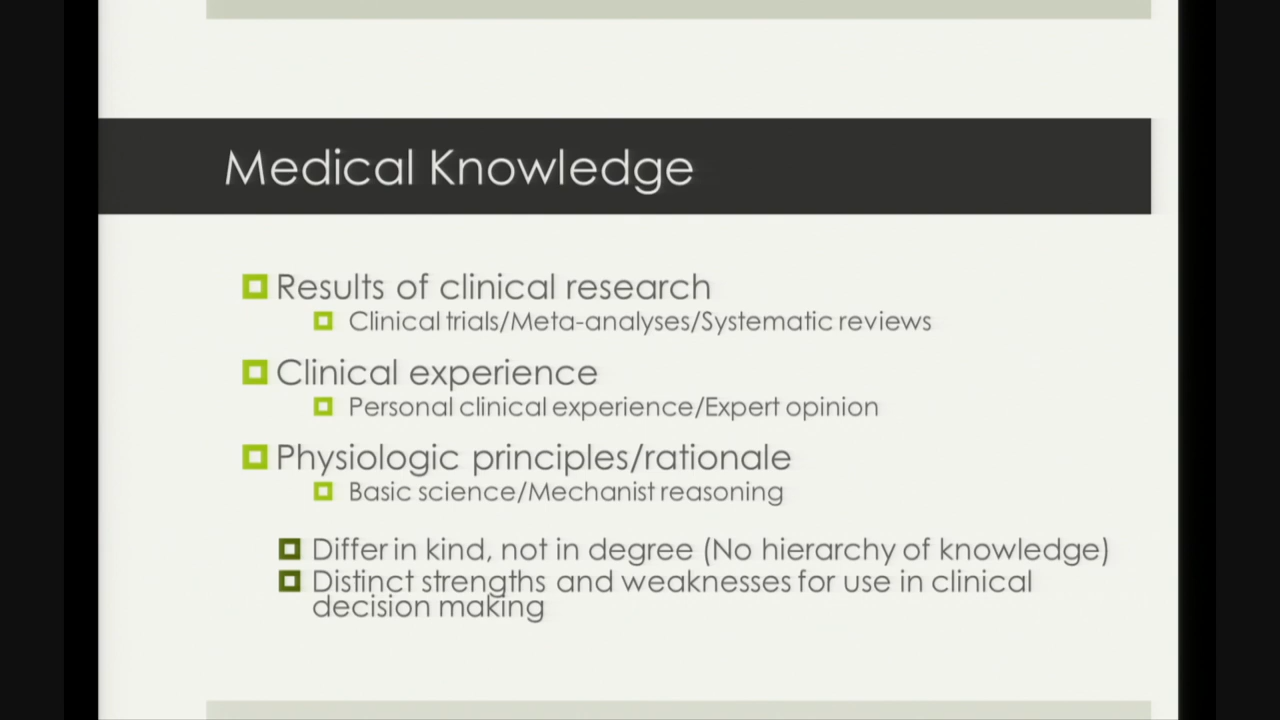 Medical Knowledge
Results of clinical research
Clinical trials/Meta-analyses/Systematic reviews
Clinical experience
Personal clinical experience/Expert opinion
Physiologic principles/rationale
Basic science/Mechanist reasoning
Differ in kind, not in degree (No hierarchy of knowledge)
Distinct strengths and weaknesses for use in clinical
decision making